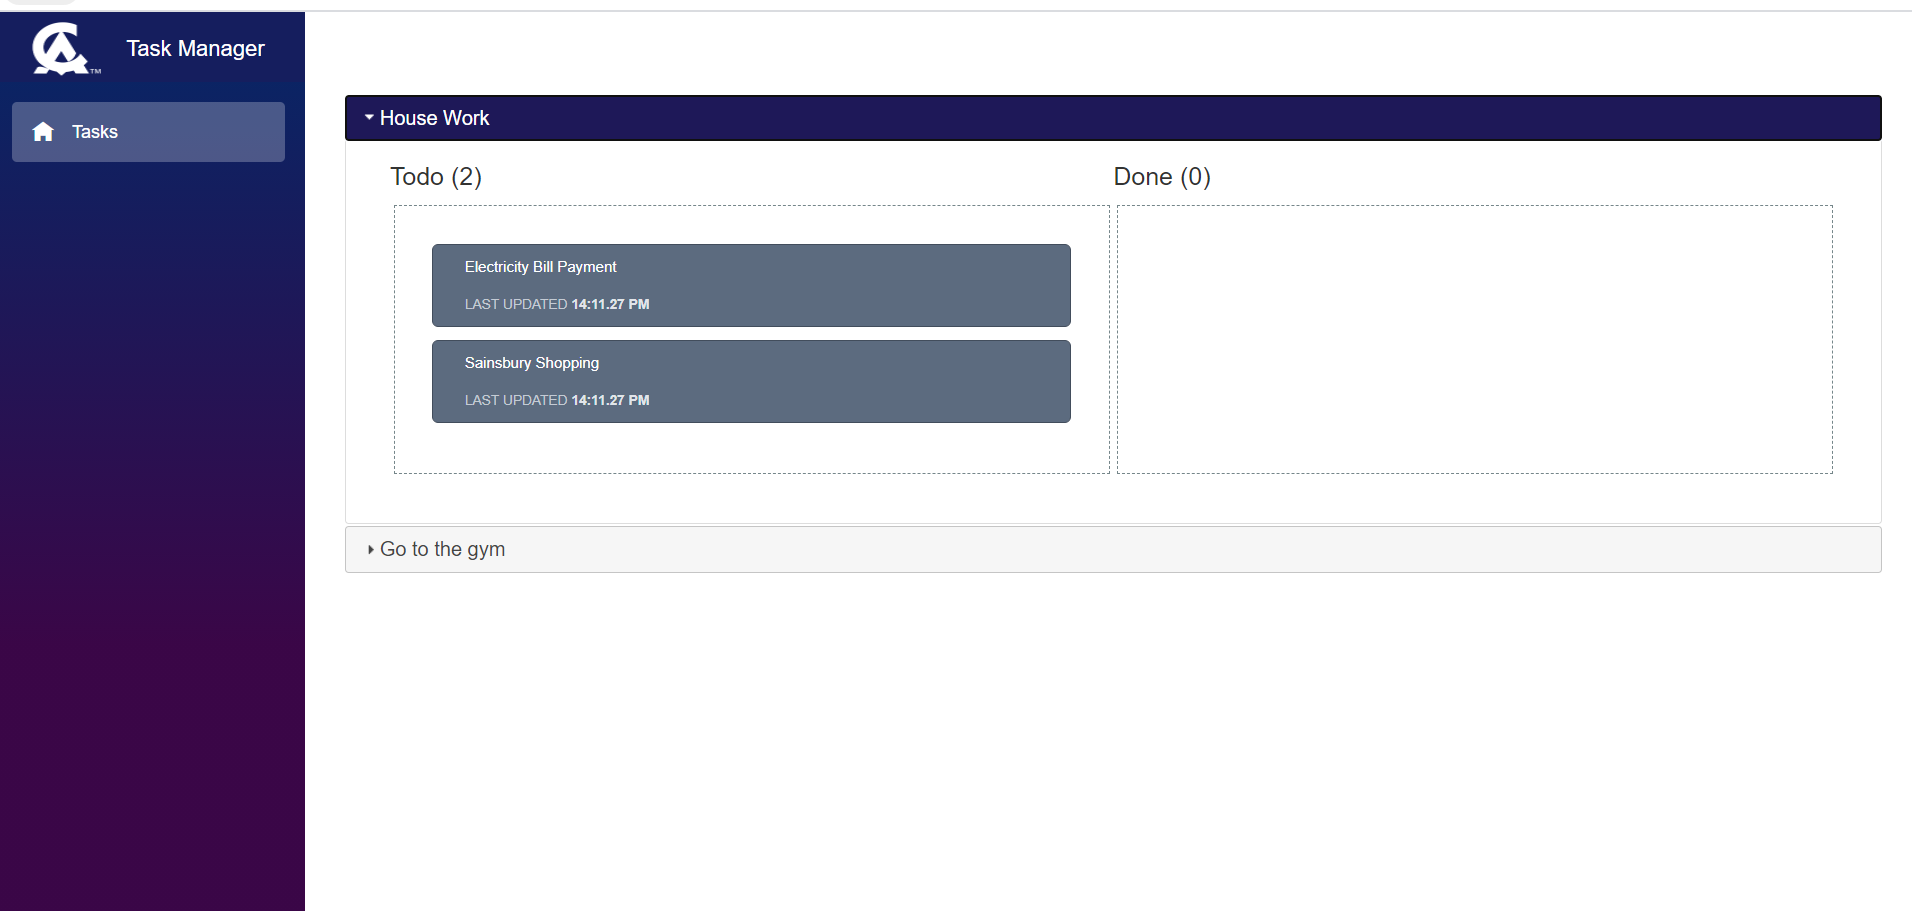 Task Manager
Tasks
House Work
Todo (2)
Done (0)
Electricity Bill Payment
LAST UPDATED 14:11.27 PM
Sainsbury Shopping
LAST UPDATED 14:11.27 PM
Go to the gym